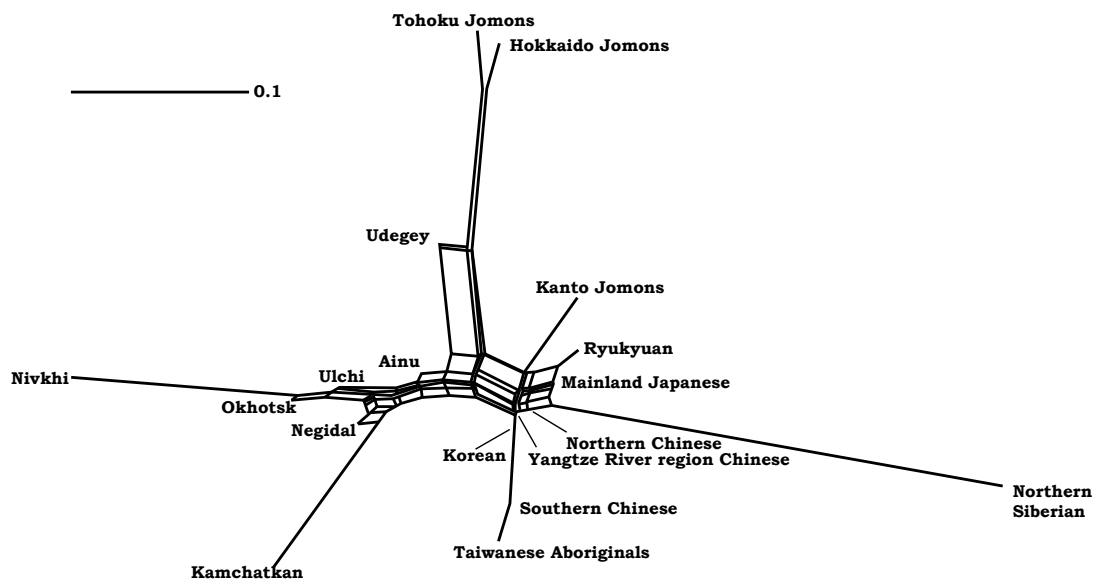 Tohoku Jomons
Hokkaido Jomons
0.1
Udegey
Kanto Jomons
Ryukyuan
Ainu
Nivkhi
Ulchi
Mainland Japanese
Okhotsk
Negidal
Northern Chinese
Korean
Yangtze River region Chinese
Northern
Siberian
Southern Chinese
Taiwanese Aboriginals
Kamchatkan